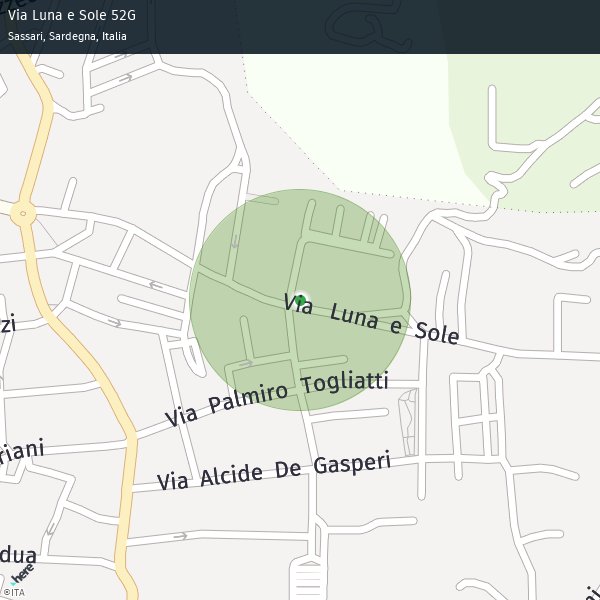 Via Luna e Sole 52G
Sassari, Sardegna, Italia
zi
Via Luna e Sole
Via Palmiro Togliatti
riani
Via Alcide De Gasperi
dua
here
©ITA